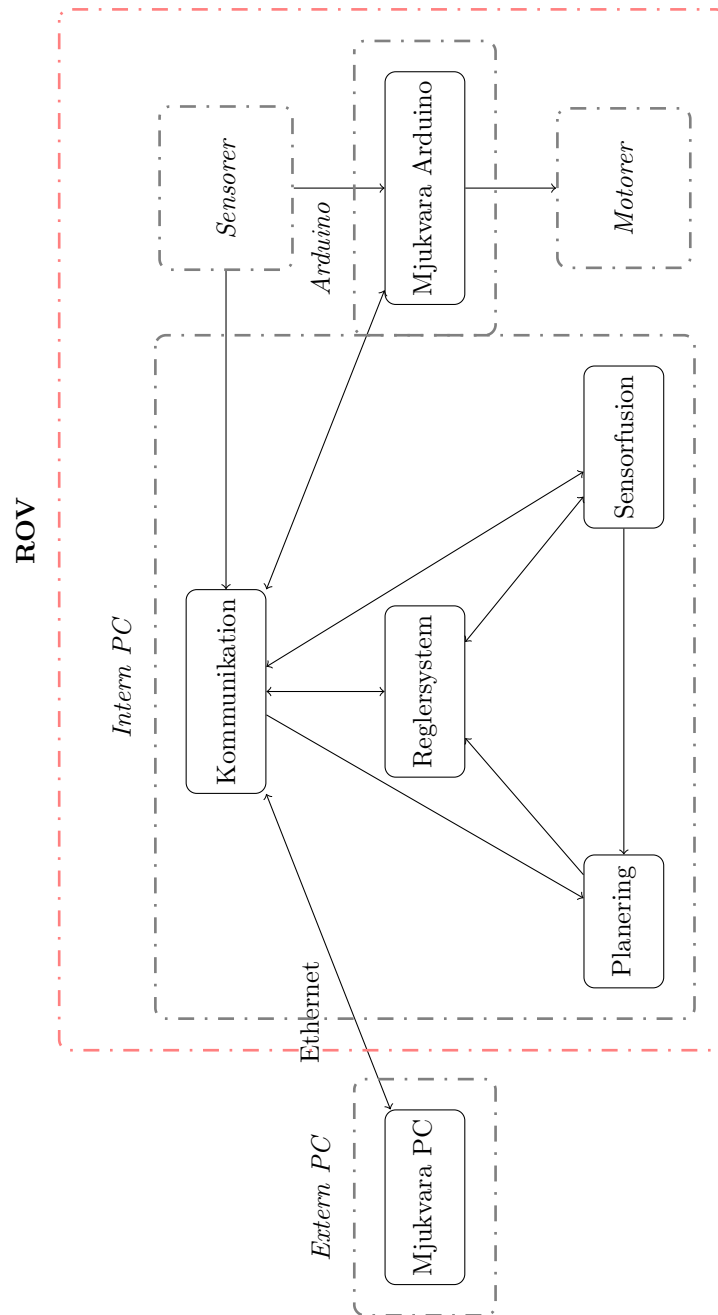 ROV
Extern PC
Mjukvara PC
Ethernet
Intern PC
Kommunikation
Reglersystem
Planering
Sensorfusion
Sensorer
Arduino
Mjukvara Arduino
Motorer